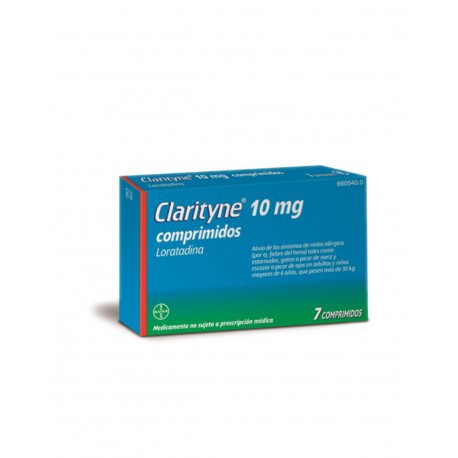 660540.0
Clarityne® 10 mg
comprimidos
Loratadina
Alivio de los síntomas de rinitis alérgica
(por ej. fiebre del heno) tales como
estornudos, goteo o picor de nariz y
escozor o picor de ojos en adultos y niños
mayores de 6 años, que pesen más de 30 kg
BAYER
Medicamento no sujeto a prescripción médica
7 COMPRIMIDOS